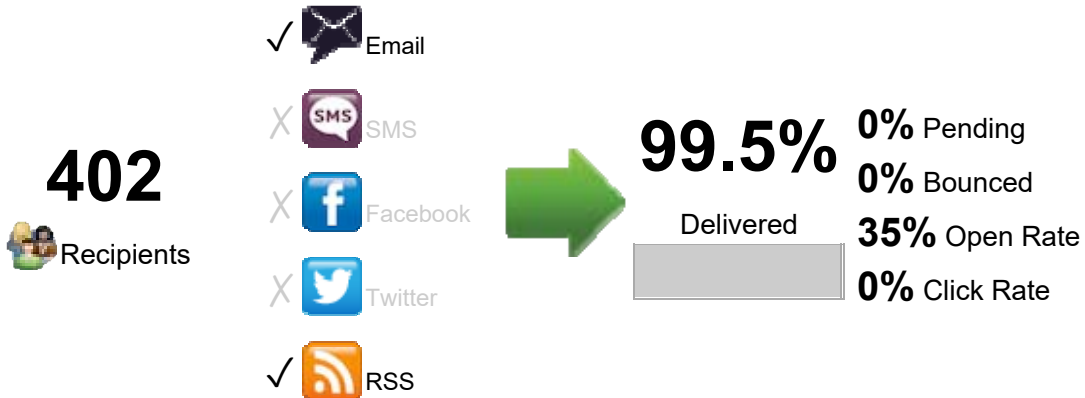 402
Recipients
✓ Email
SMS
╳ SMS
╳ Facebook
╳ Twitter
✓ RSS
99.5%
Delivered
0% Pending
0% Bounced
35% Open Rate
0% Click Rate